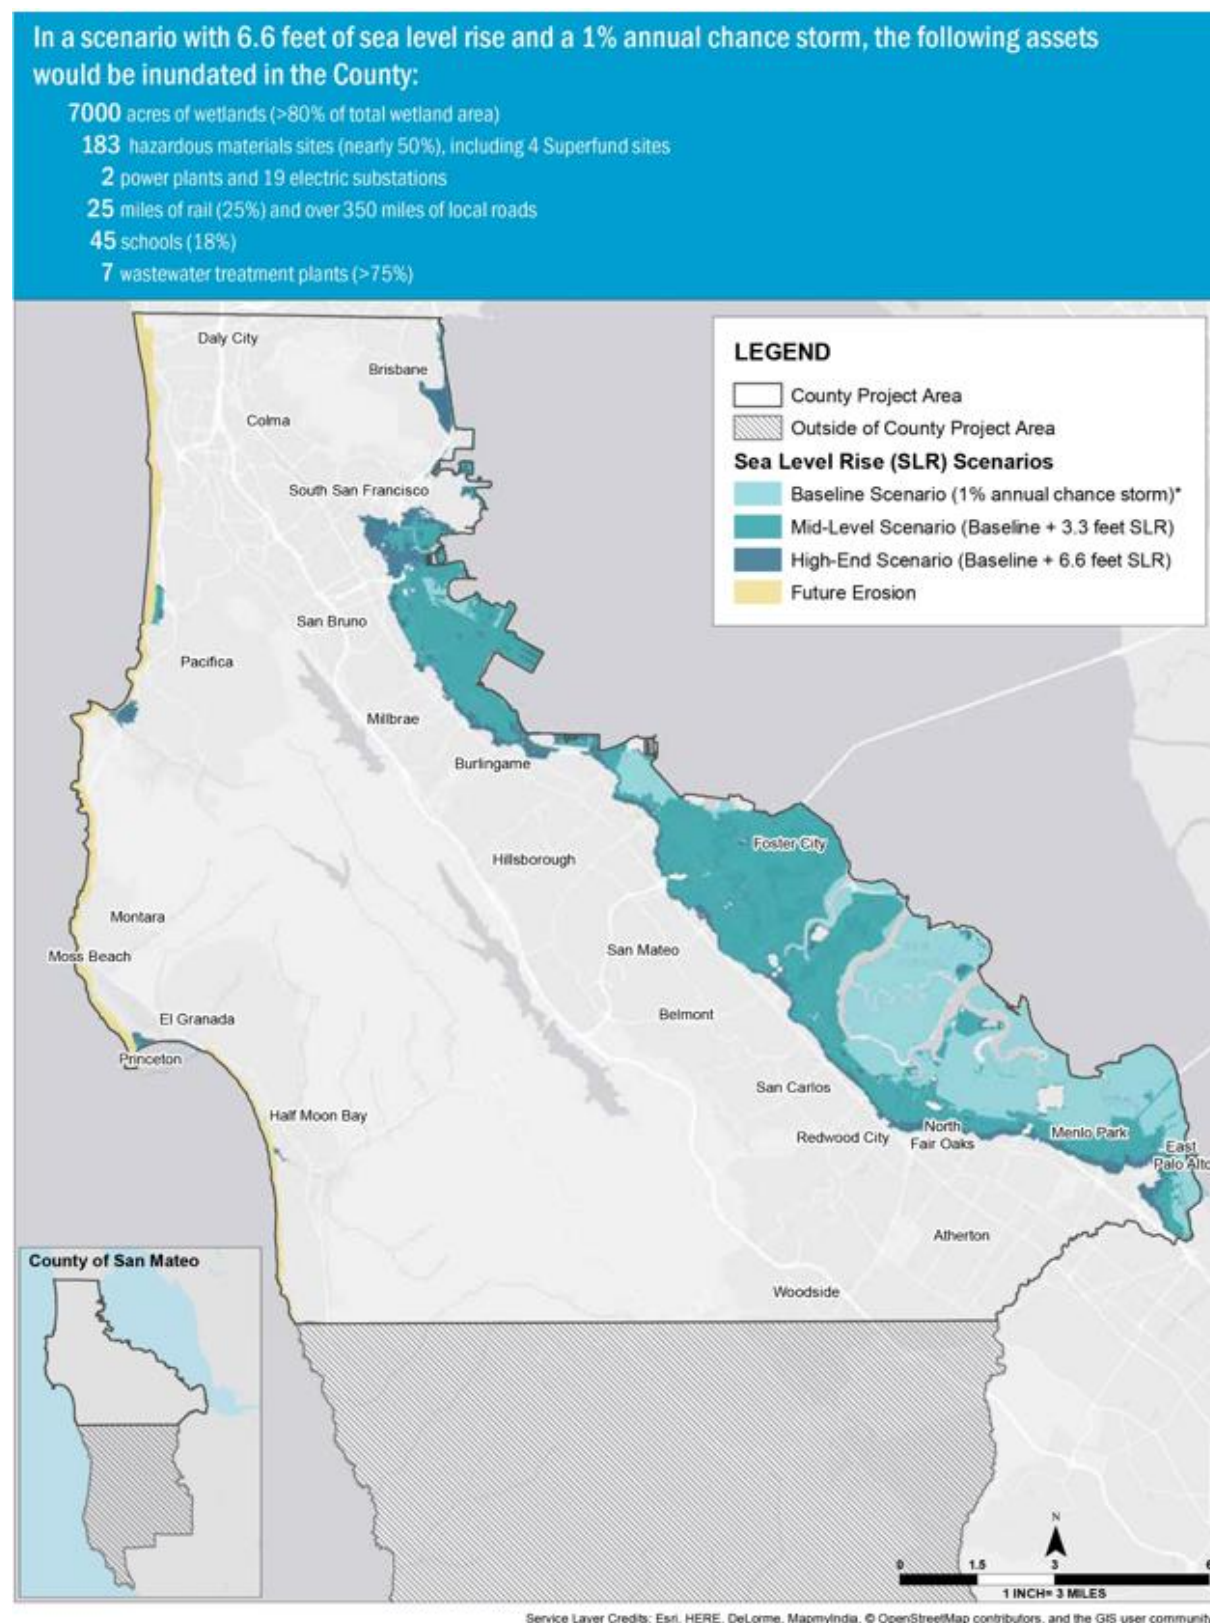 In a scenario with 6.6 feet of sea level rise and a 1% annual chance storm, the following assets
would be inundated in the County:
7000 acres of wetlands (>80% of total wetland area)
183 hazardous materials sites (nearly 50%), including 4 Superfund sites
2 power plants and 19 electric substations
25 miles of rail (25%) and over 350 miles of local roads
45 schools (18%)
7 wastewater treatment plants (>75%)
LEGEND
County Project Area
Outside of County Project Area
Sea Level Rise (SLR) Scenarios
Baseline Scenario (1% annual chance storm)*
Mid-Level Scenario (Baseline + 3.3 feet SLR)
High-End Scenario (Baseline + 6.6 feet SLR)
Future Erosion
Daly City
Brisbane
Colma
South San Francisco
San Bruno
Pacifica
Millbrae
Burlingame
Foster City
Hillsborough
Montara
San Mateo
Moss Beach
Belmont
El Granada
Princeton
San Carlos
Half Moon Bay
Redwood City
North
Fair Oaks
Menlo Park
East
Palo Alto
Atherton
Woodside
County of San Mateo
N
0 1.5 3 6
1 INCH= 3 MILES
Service Layer Credits: Esri, HERE, DeLorme, MapmyIndia, © OpenStreetMap contributors, and the GIS user community